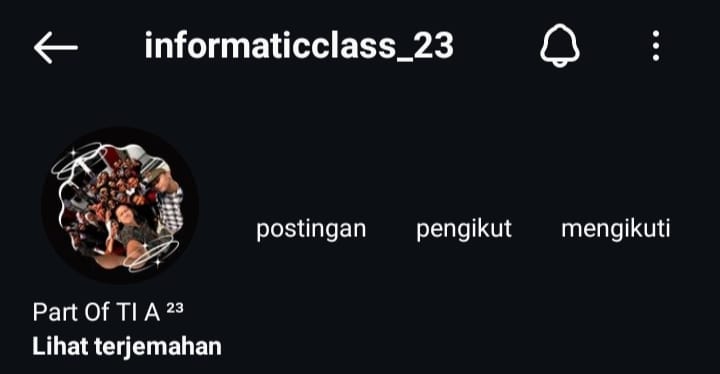 informaticclass_23
postingan pengikut mengikuti
Part Of TI A ²³
Lihat terjemahan